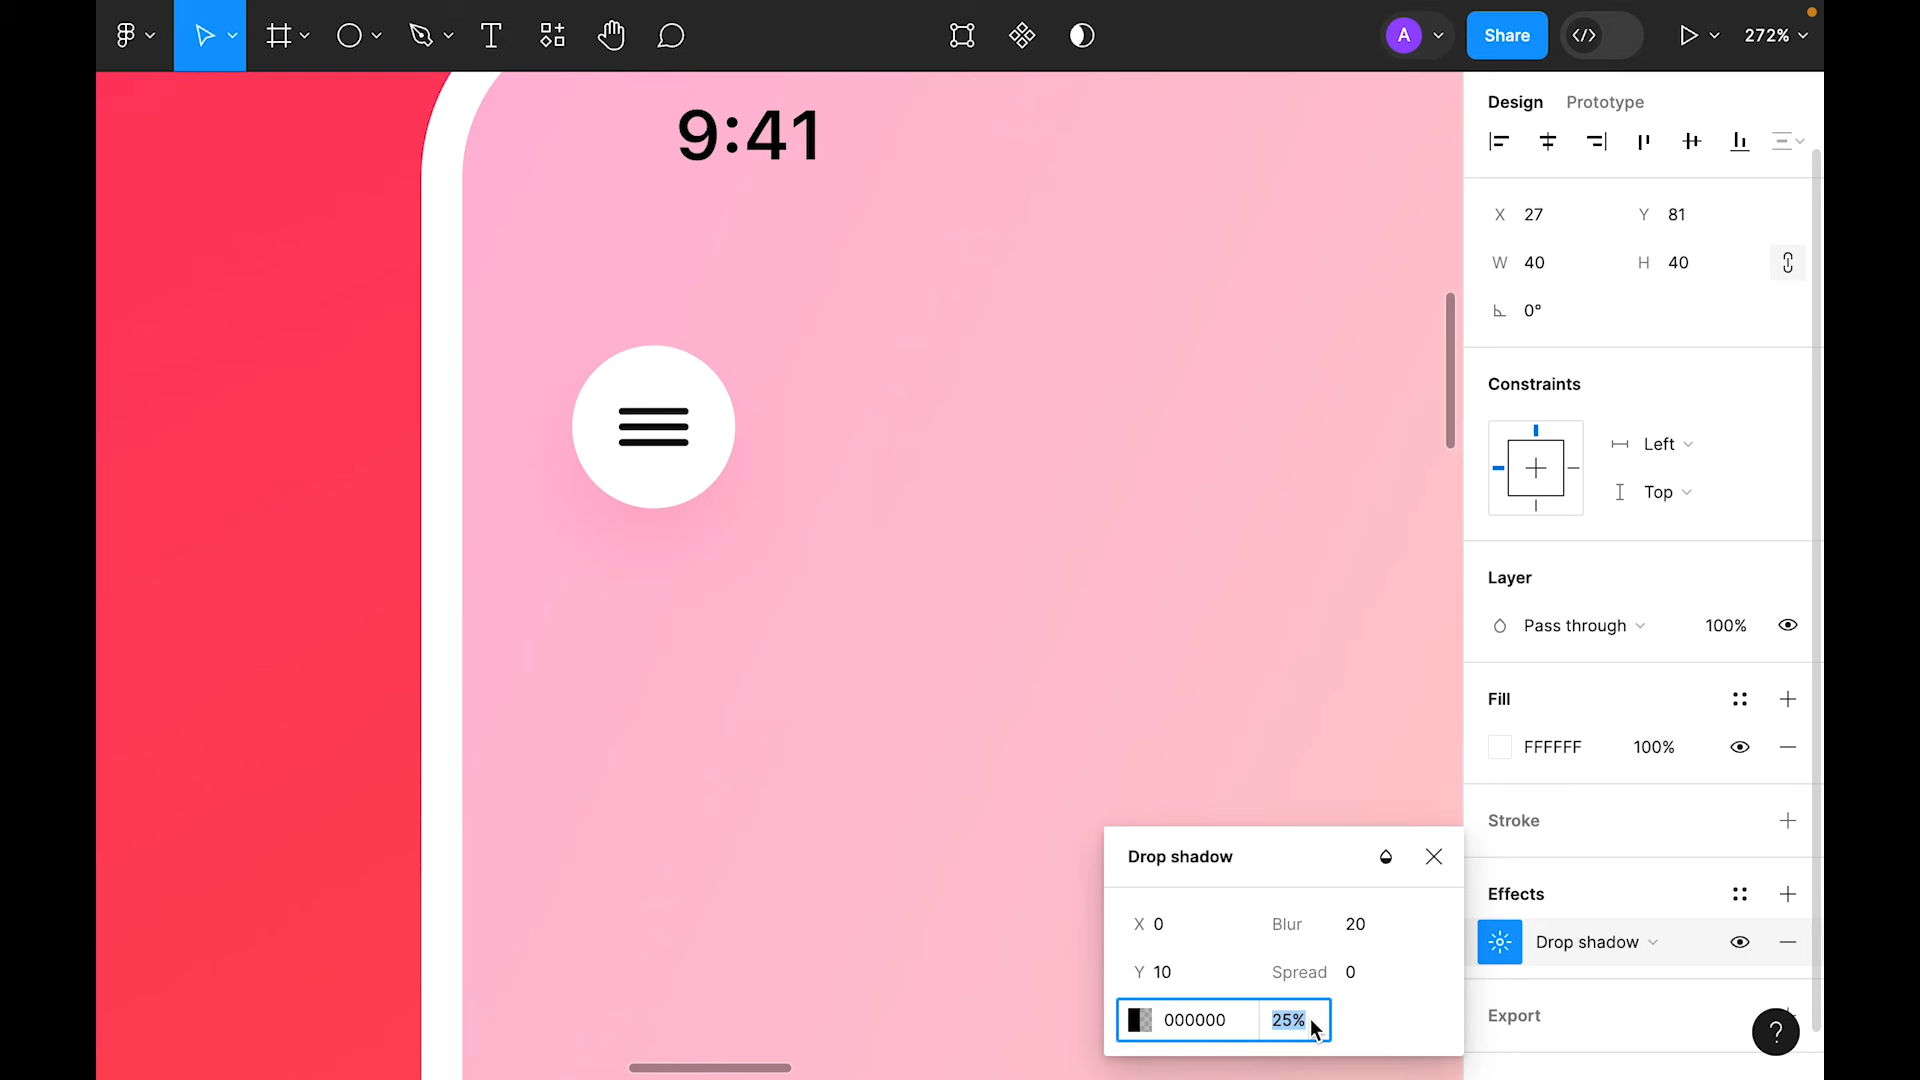 A
Share
272%
Design Prototype
9:41
X 27 Y 81
W 40 H 40
0°
Constraints
Left
Top
Layer
Pass through 100%
Fill
FFFFFF 100%
Stroke
Drop shadow
Effects
X 0 Blur 20
Drop shadow
Y 10 Spread 0
000000 25%
Export
?